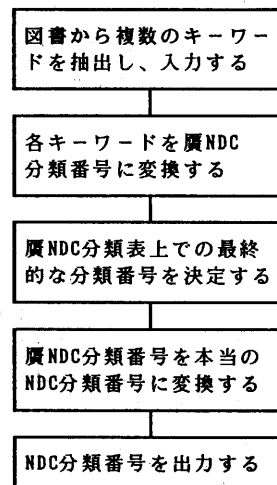 図書から複数のキーワー
ドを抽出し、入力する
各キーワードを贋NDC
分類番号に変換する
贋NDC分類表上での最終
的な分類番号を決定する
贋NDC分類番号を本当の
NDC分類番号に変換する
NDC分類番号を出力する